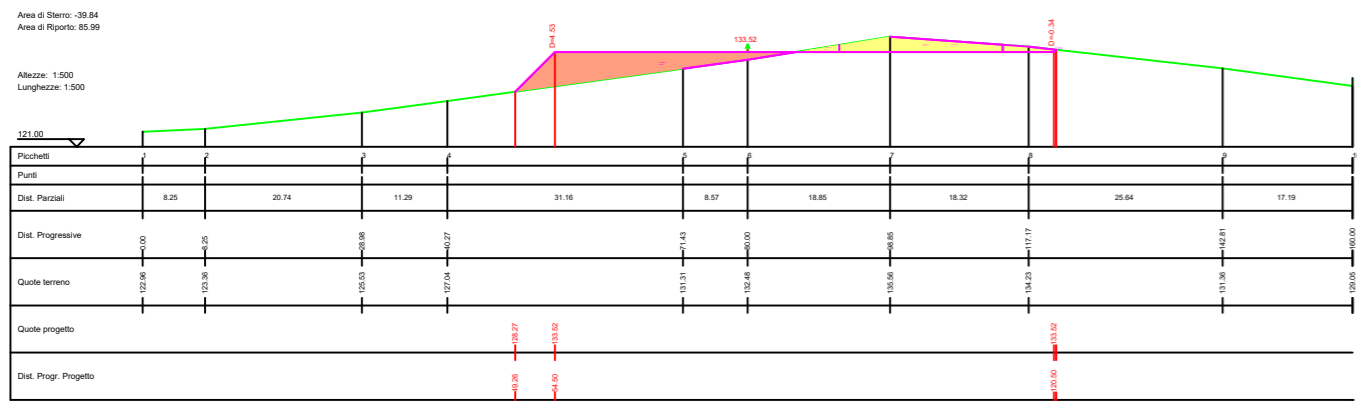 Area di Sterro: -39.84
Area di Riporto: 85.99
D=4.53
133.52
D=-0.34
Altezze: 1:500
Lunghezze: 1:500
121.00
Picchetti 1 2 3 4 5 6 7 8 9
Punti
Dist. Parziali 8.25 20.74 11.29 31.16 8.57 18.85 18.32 25.64 17.19
Dist. Progressive 0.00 8.25 28.98 40.27 71.43 80.00 98.85 117.17 142.81 160.00
Quote terreno 122.96 123.36 125.53 127.04 131.31 132.48 135.56 134.23 131.36 129.05
Quote progetto 128.27 133.52 133.52
Dist. Progr. Progetto 49.26 54.50 120.50